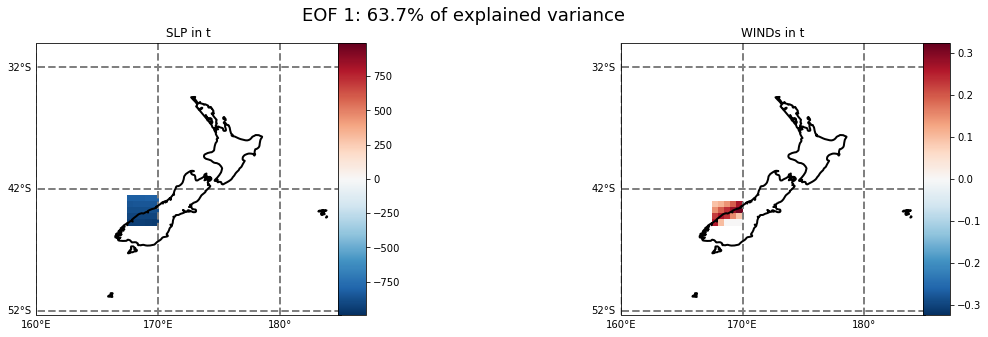 EOF 1: 63.7% of explained variance
SLP in t
32°S
42°S
52°S
160°E
170°E
180°
750
500
250
0
−250
−500
−750
WINDs in t
32°S
42°S
52°S
160°E
170°E
180°
0.3
0.2
0.1
0.0
−0.1
−0.2
−0.3